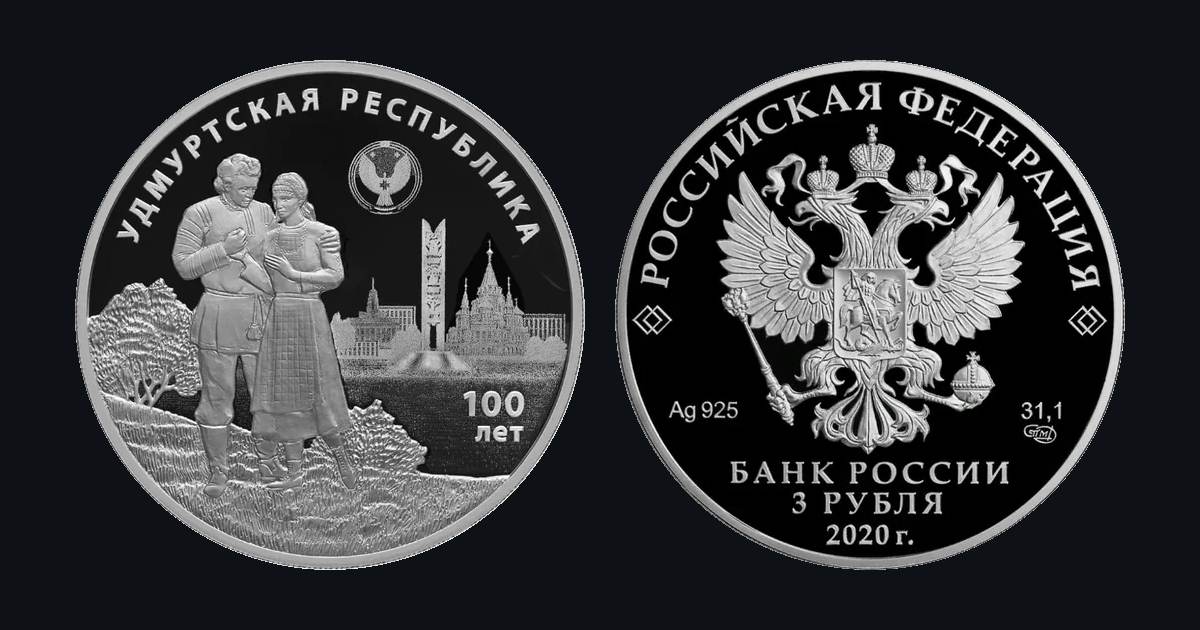 УДМУРТСКАЯ РЕСПУБЛИКА
100
лет
РОССИЙСКАЯ ФЕДЕРАЦИЯ
Ag 925
31,1
БАНК РОССИИ
3 РУБЛЯ
2020 г.